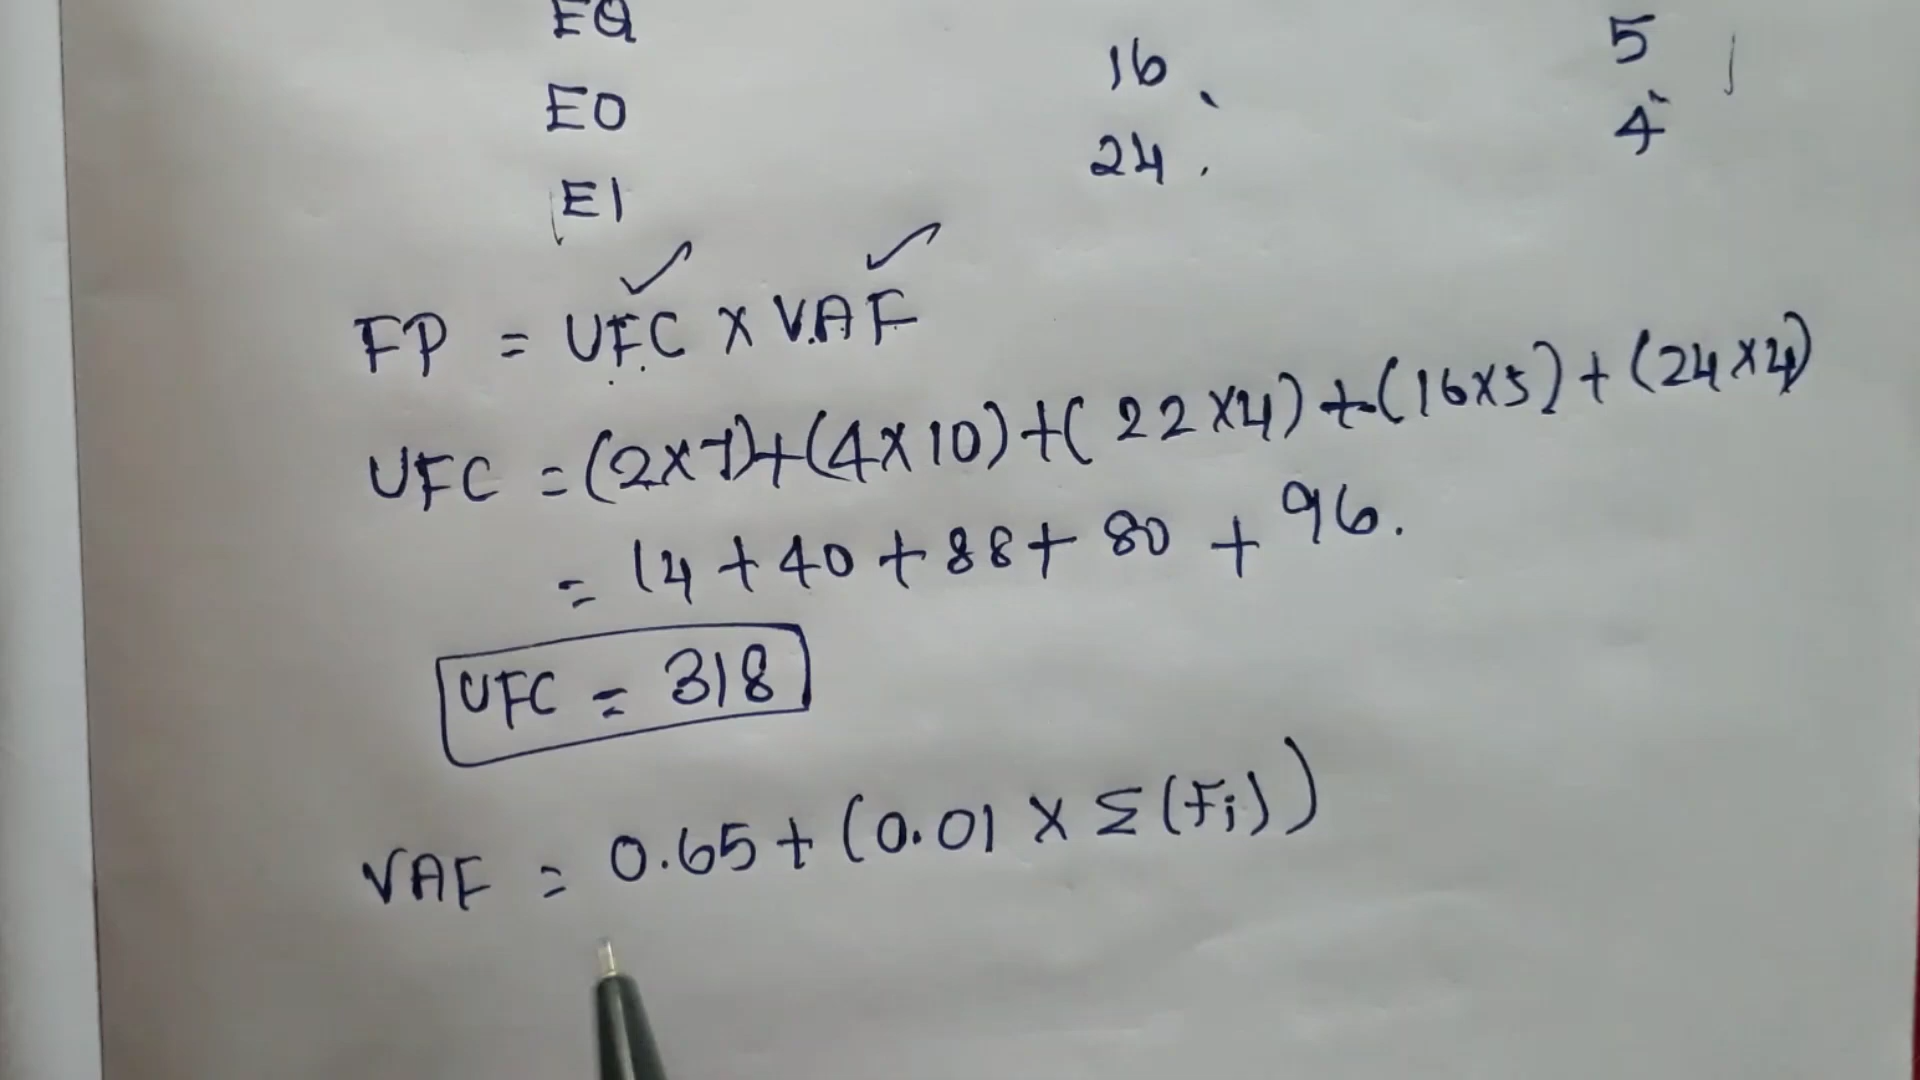 EQ
EO 16 5
EI 24 4
FP = UFC X VAF
UFC = (2x7)+(4x10)+(22x4)+(16x5)+(24x4)
= 14+40+88+80+96.
UFC = 318
VAF = 0.65+(0.01 X Σ(Fi))